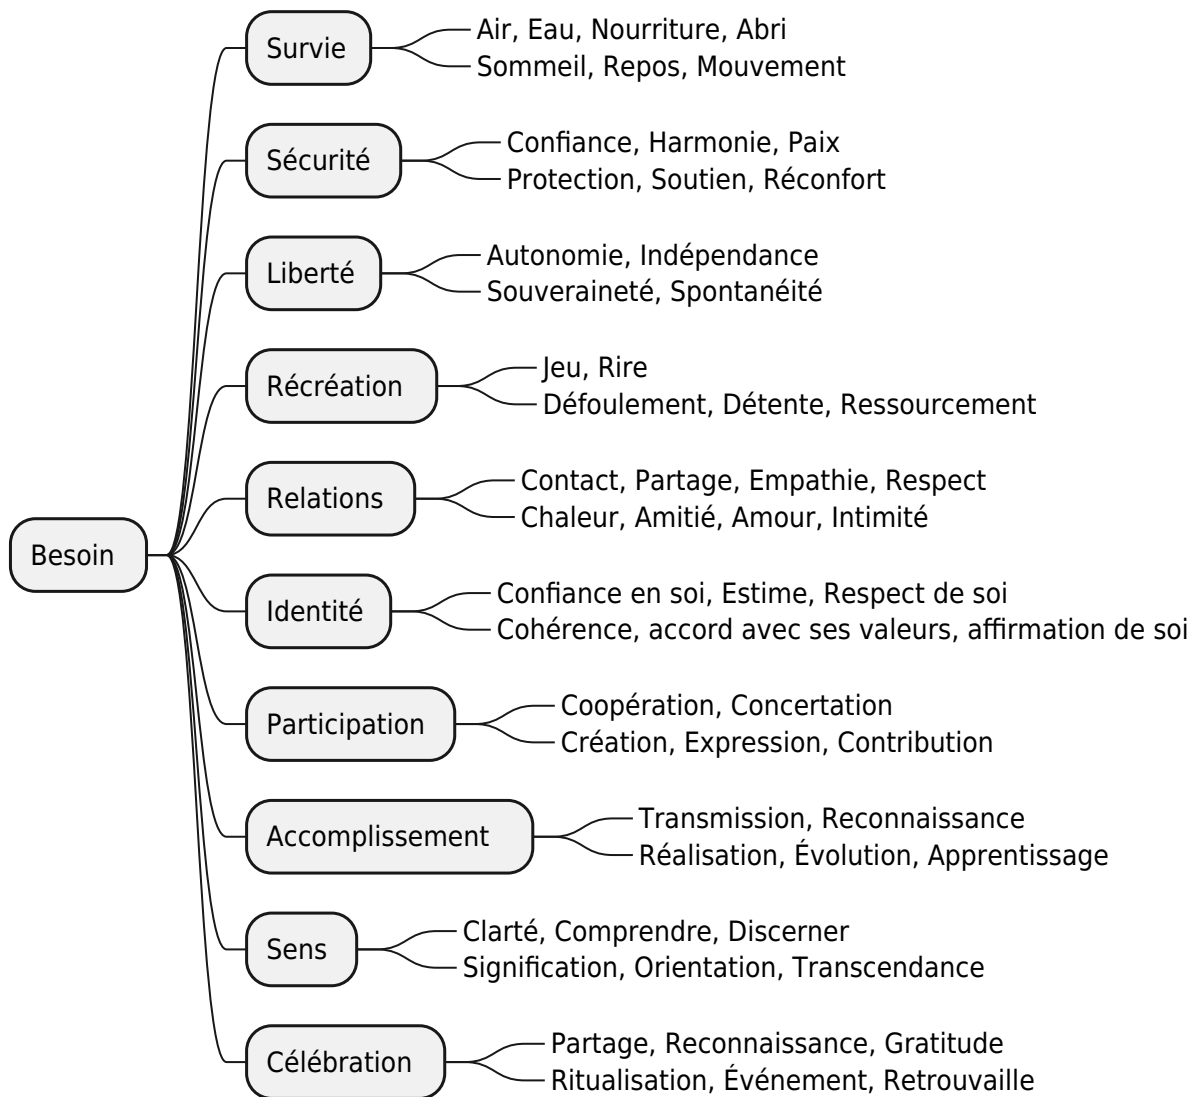 Besoin
Survie
Air, Eau, Nourriture, Abri
Sommeil, Repos, Mouvement
Sécurité
Confiance, Harmonie, Paix
Protection, Soutien, Réconfort
Liberté
Autonomie, Indépendance
Souveraineté, Spontanéité
Récréation
Jeu, Rire
Défoulement, Détente, Ressourcement
Relations
Contact, Partage, Empathie, Respect
Chaleur, Amitié, Amour, Intimité
Identité
Confiance en soi, Estime, Respect de soi
Cohérence, accord avec ses valeurs, affirmation de soi
Participation
Coopération, Concertation
Création, Expression, Contribution
Accomplissement
Transmission, Reconnaissance
Réalisation, Évolution, Apprentissage
Sens
Clarté, Comprendre, Discerner
Signification, Orientation, Transcendance
Célébration
Partage, Reconnaissance, Gratitude
Ritualisation, Événement, Retrouvaille